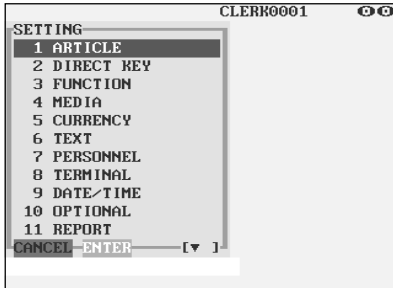 CLERK0001
SETTING
1 ARTICLE
2 DIRECT KEY
3 FUNCTION
4 MEDIA
5 CURRENCY
6 TEXT
7 PERSONNEL
8 TERMINAL
9 DATE/TIME
10 OPTIONAL
11 REPORT
CANCEL ENTER [▼ ]